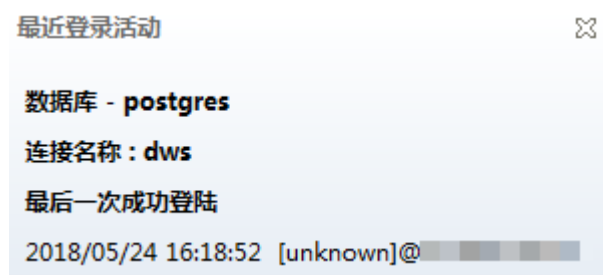 最近登录活动
数据库 - postgres
连接名称：dws
最后一次成功登陆
2018/05/24 16:18:52 [unknown]@